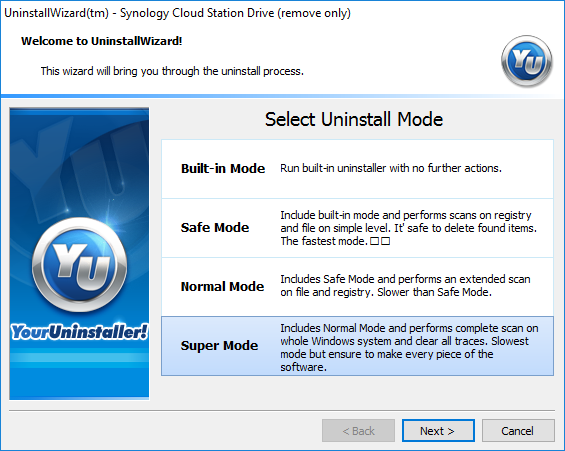 UninstallWizard(tm) - Synology Cloud Station Drive (remove only)
Welcome to UninstallWizard!
This wizard will bring you through the uninstall process.
YU
YU
YourUninstaller!
Select Uninstall Mode
Built-in Mode
Run built-in uninstaller with no further actions.
Safe Mode
Include built-in mode and performs scans on registry
and file on simple level. It' safe to delete found items.
The fastest mode.□□
Normal Mode
Includes Safe Mode and performs an extended scan
on file and registry. Slower than Safe Mode.
Super Mode
Includes Normal Mode and performs complete scan on
whole Windows system and clear all traces. Slowest
mode but ensure to make every piece of the
software.
< Back
Next >
Cancel